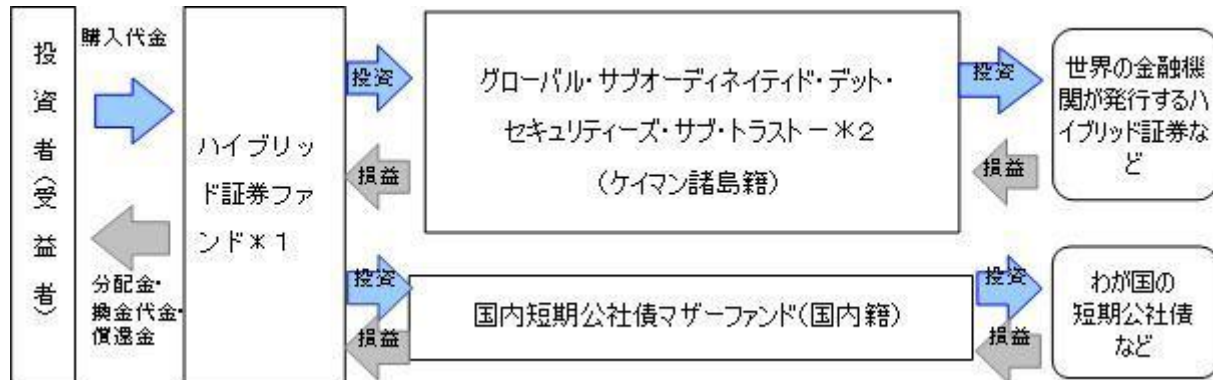 投資者(受益者)
購入代金
分配金・
換金代金・
償還金
ハイブリッ
ド証券ファ
ンド＊１
投資
損益
グローバル・サブオーディネイティド・デット・
セキュリティーズ・サブ・トラストー＊２
(ケイマン諸島籍)
投資
損益
世界の金融機
関が発行するハ
イブリッド証券な
ど
投資
損益
国内短期公社債マザーファンド(国内籍)
投資
損益
わが国の
短期公社債
など